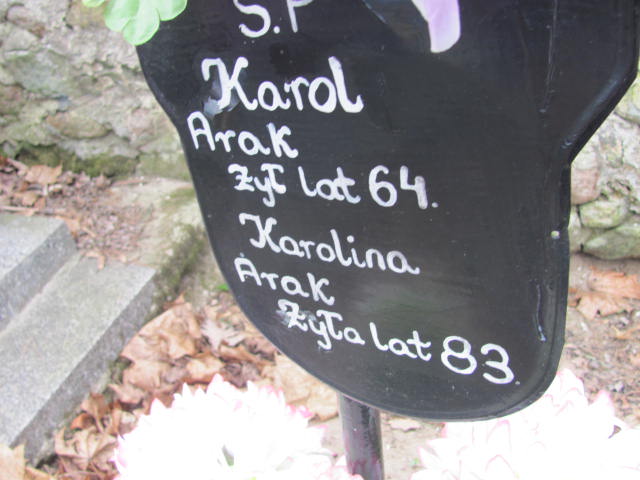 Ś.P
Karol
Arak
żył lat 64.
Karolina
Arak
Żyła lat 83.